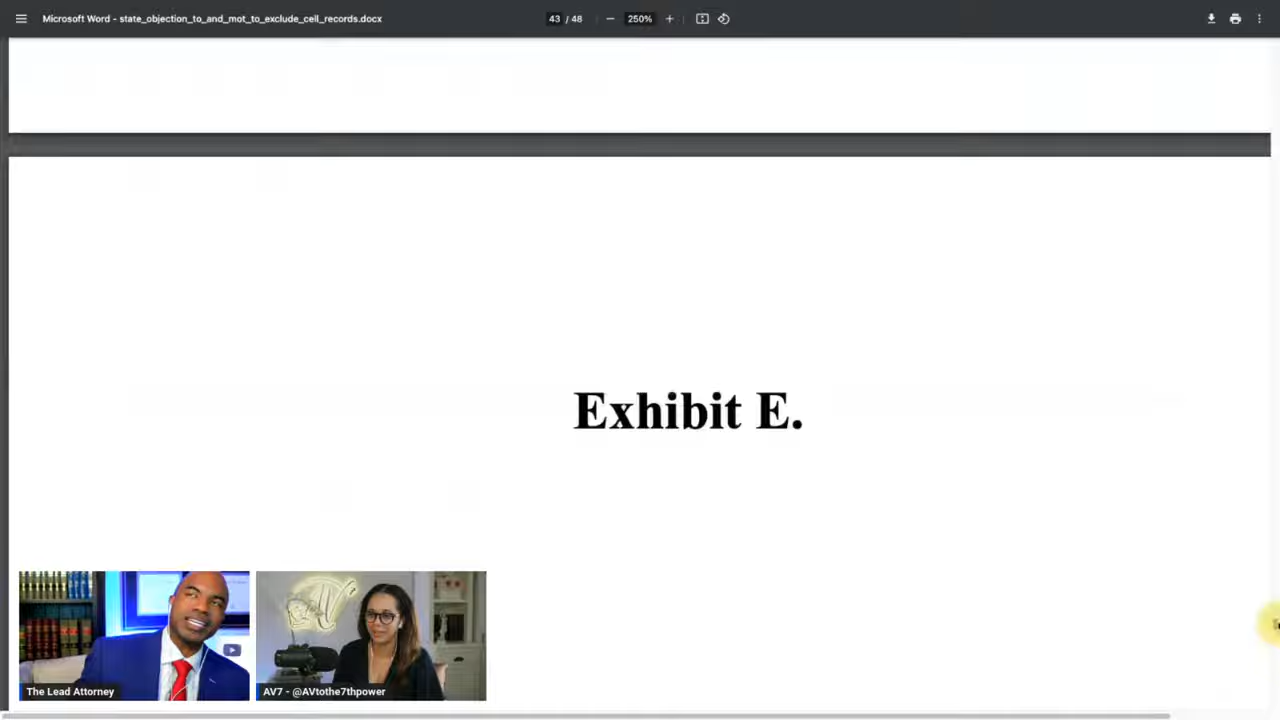 Microsoft Word - state_objection_to_and_mot_to_exclude_cell_records.docx
43 / 48
250%
Exhibit E.
The Lead Attorney
AV7 - @AVtothe7thpower